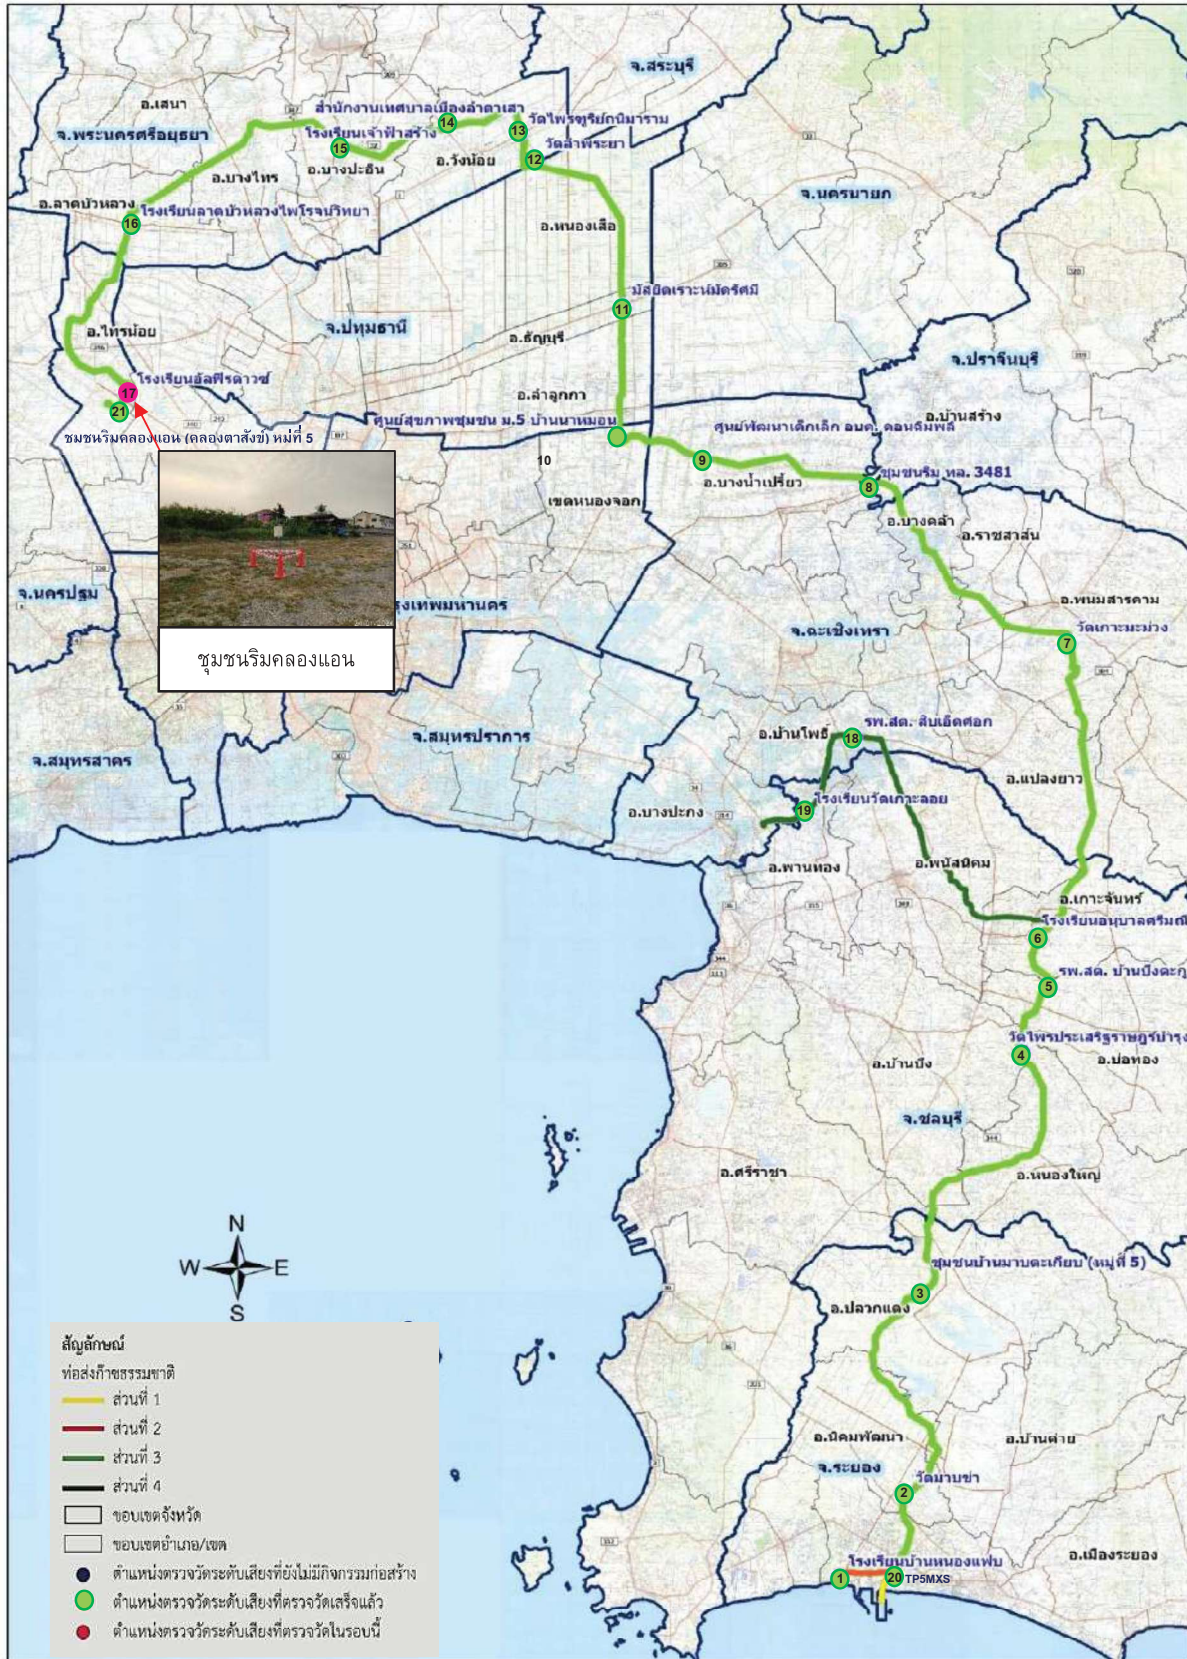 จ.สระบุรี
อ.เสนา
จ.พระนครศรีอยุธยา
สำนักงานเทศบาลเมืองลำตาเสา
14
13
วัดไพฑูรย์กนิมาราม
โรงเรียนเจ้าฟ้าสร้าง
15
อ.บางปะอิน
อ.วังน้อย
12
วัดลำพระยา
อ.บางไทร
อ.ลาดบัวหลวง
16
โรงเรียนลาดบัวหลวงไพโรจน์วิทยา
อ.หนองเสือ
จ.นครนายก
มัสยิดเราะห์มัตรัศมี
11
อ.ไทรน้อย
จ.ปทุมธานี
อ.ธัญบุรี
จ.ปราจีนบุรี
โรงเรียนอัลฟิรดาวซ์
17
21
อ.ลำลูกกา
อ.บ้านสร้าง
ชุมชนริมคลองแอน (คลองตาสังข์) หมู่ที่ 5
ศูนย์สุขภาพชุมชน ม.5 บ้านนาหมอน
ศูนย์พัฒนาเด็กเล็ก อบต. ดอนฉิมพลี
10
9
อ.บางน้ำเปรี้ยว
8
ชุมชนริม ทล. 3481
เขตหนองจอก
อ.บางคล้า
อ.ราชสาส์น
จ.นครปฐม
กรุงเทพมหานคร
อ.พนมสารคาม
จ.ฉะเชิงเทรา
วัดเกาะมะม่วง
7
ชุมชนริมคลองแอน
จ.สมุทรปราการ
จ.สมุทรสาคร
อ.บ้านโพธิ์
รพ.สต. สิบเอ็ดศอก
18
อ.แปลงยาว
โรงเรียนวัดเกาะลอย
19
อ.บางปะกง
อ.พานทอง
อ.พนัสนิคม
อ.เกาะจันทร์
โรงเรียนอนุบาลศรีมณี
6
รพ.สต. บ้านบึงตะกู
5
วัดไพรประเสริฐราษฎร์บำรุง
4
อ.บ่อทอง
อ.บ้านบึง
จ.ชลบุรี
อ.ศรีราชา
อ.หนองใหญ่
N
W E
S
ชุมชนบ้านมาบตะเกียบ (หมู่ที่ 5)
3
อ.ปลวกแดง
สัญลักษณ์
ท่อส่งก๊าซธรรมชาติ
ส่วนที่ 1
ส่วนที่ 2
ส่วนที่ 3
ส่วนที่ 4
ขอบเขตจังหวัด
ขอบเขตอำเภอ/เขต
ตำแหน่งตรวจวัดระดับเสียงที่ยังไม่มีกิจกรรมก่อสร้าง
ตำแหน่งตรวจวัดระดับเสียงที่ตรวจวัดเสร็จแล้ว
ตำแหน่งตรวจวัดระดับเสียงที่ตรวจวัดในรอบนี้
อ.นิคมพัฒนา
อ.บ้านค่าย
จ.ระยอง
วัดมาบข่า
2
อ.เมืองระยอง
โรงเรียนบ้านหนองแฟบ
1
20
TP5MXS